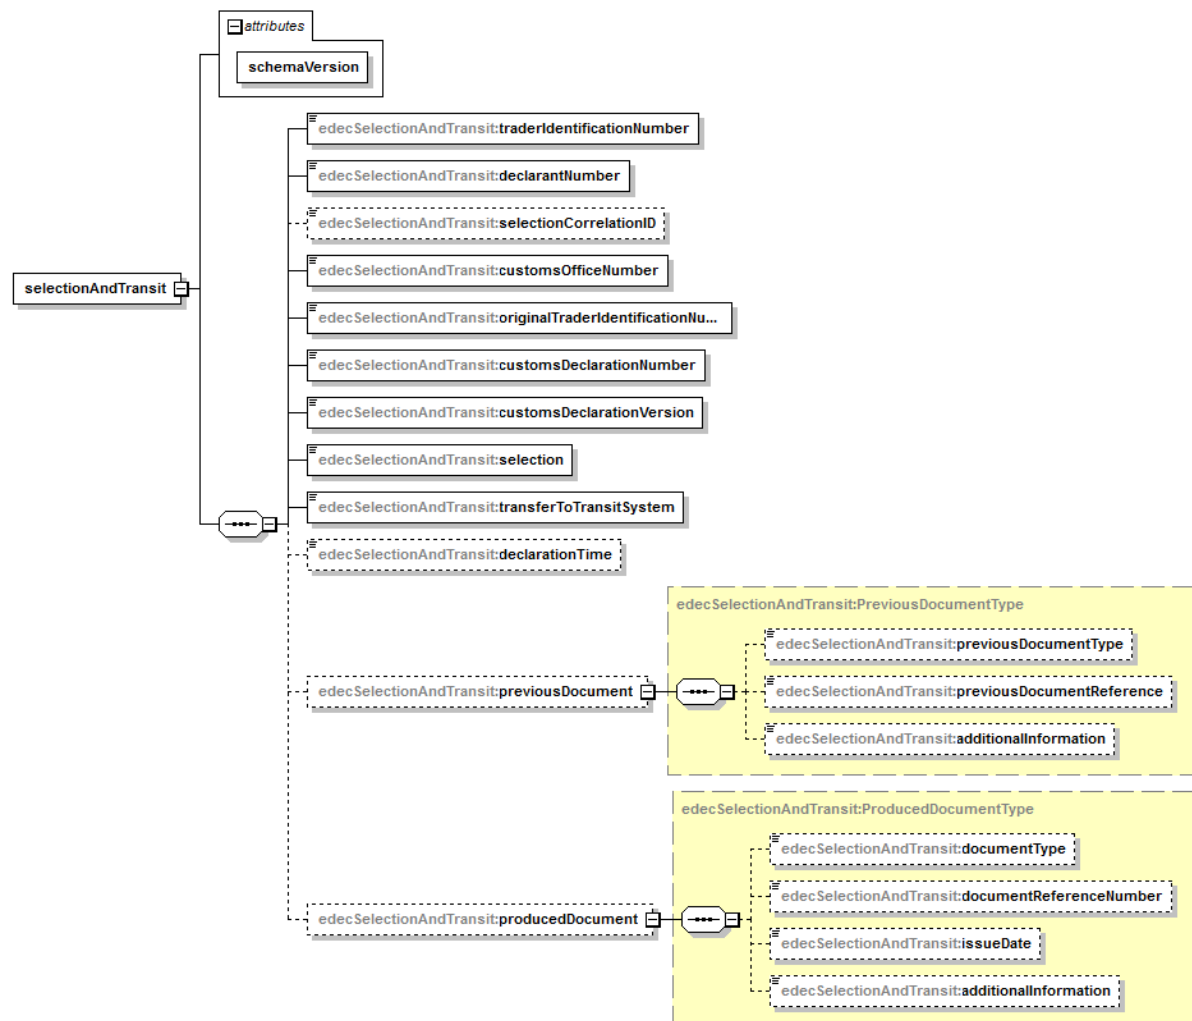 attributes
schemaVersion
edecSelectionAndTransit:traderIdentificationNumber
edecSelectionAndTransit:declarantNumber
edecSelectionAndTransit:selectionCorrelationID
edecSelectionAndTransit:customsOfficeNumber
selectionAndTransit
edecSelectionAndTransit:originalTraderIdentificationNu...
edecSelectionAndTransit:customsDeclarationNumber
edecSelectionAndTransit:customsDeclarationVersion
edecSelectionAndTransit:selection
edecSelectionAndTransit:transferToTransitSystem
edecSelectionAndTransit:declarationTime
edecSelectionAndTransit:PreviousDocumentType
edecSelectionAndTransit:previousDocumentType
edecSelectionAndTransit:previousDocument
edecSelectionAndTransit:previousDocumentReference
edecSelectionAndTransit:additionalInformation
edecSelectionAndTransit:ProducedDocumentType
edecSelectionAndTransit:documentType
edecSelectionAndTransit:documentReferenceNumber
edecSelectionAndTransit:producedDocument
edecSelectionAndTransit:issueDate
edecSelectionAndTransit:additionalInformation